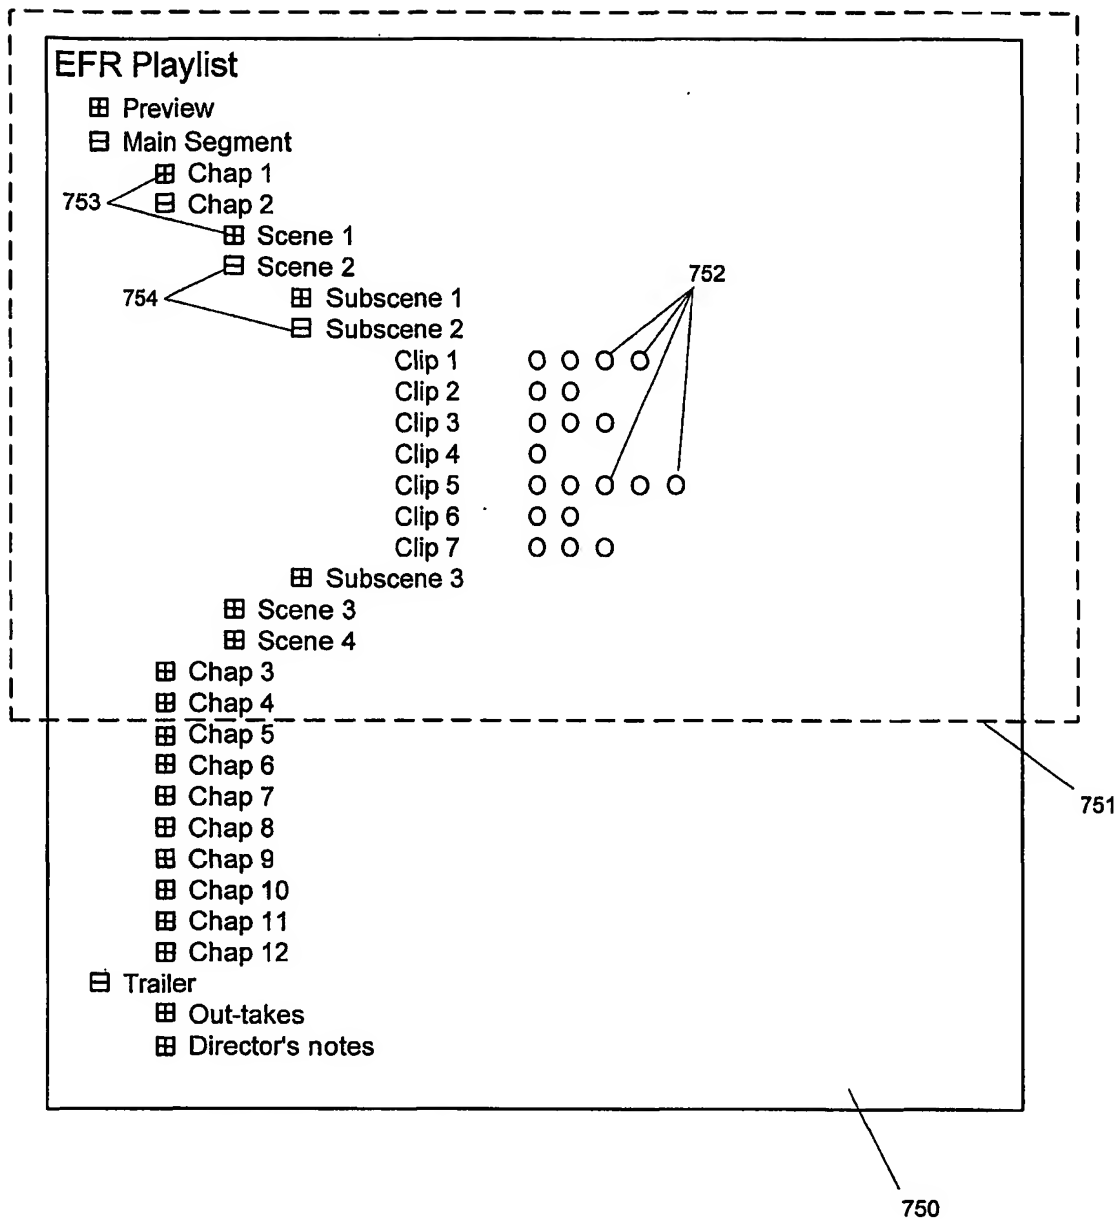 EFR Playlist
Preview
Main Segment
Chap 1
753
Chap 2
Scene 1
Scene 2
752
754
Subscene 1
Subscene 2
Clip 1
Clip 2
Clip 3
Clip 4
Clip 5
Clip 6
Clip 7
Subscene 3
Scene 3
Scene 4
Chap 3
Chap 4
Chap 5
Chap 6
Chap 7
751
Chap 8
Chap 9
Chap 10
Chap 11
Chap 12
Trailer
Out-takes
Director's notes
750